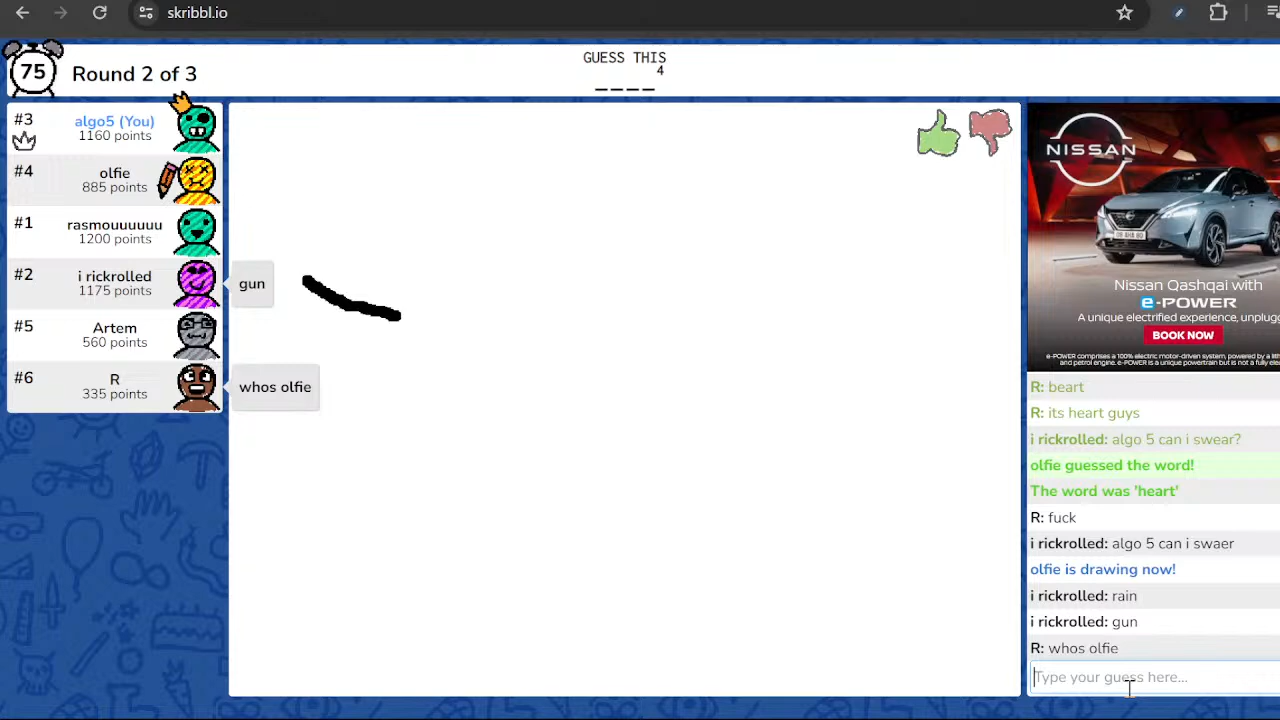 skribbl.io
75
Round 2 of 3
GUESS THIS
4
____
#3
algo5 (You)
1160 points
#4
olfie
885 points
#1
rasmouuuuuu
1200 points
#2
i rickrolled
1175 points
gun
#5
Artem
560 points
#6
R
335 points
whos olfie
NISSAN
Nissan Qashqai with
e-POWER
A unique electrified experience, unplugg
BOOK NOW
R: beart
R: its heart guys
i rickrolled: algo 5 can i swear?
olfie guessed the word!
The word was 'heart'
R: fuck
i rickrolled: algo 5 can i swaer
olfie is drawing now!
i rickrolled: rain
i rickrolled: gun
R: whos olfie
Type your guess here...